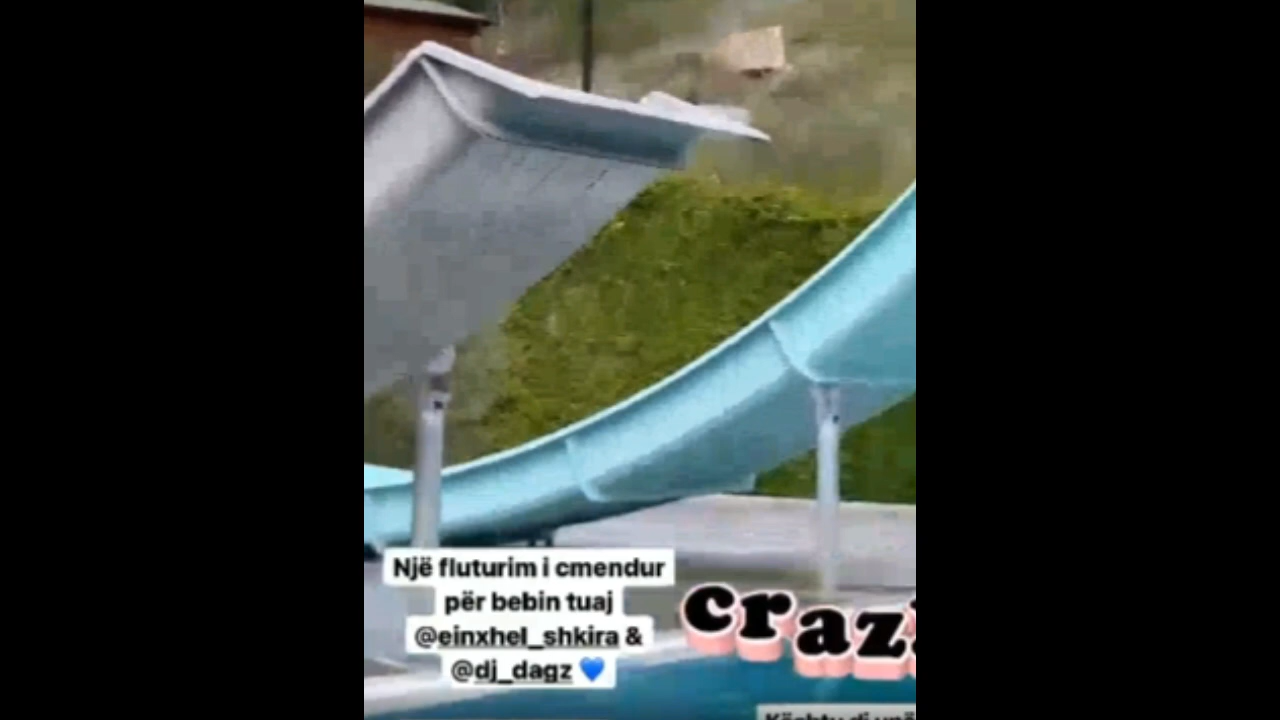 Një fluturim i cmendur
për bebin tuaj
@einxhel_shkira &
@dj_dagz 💙